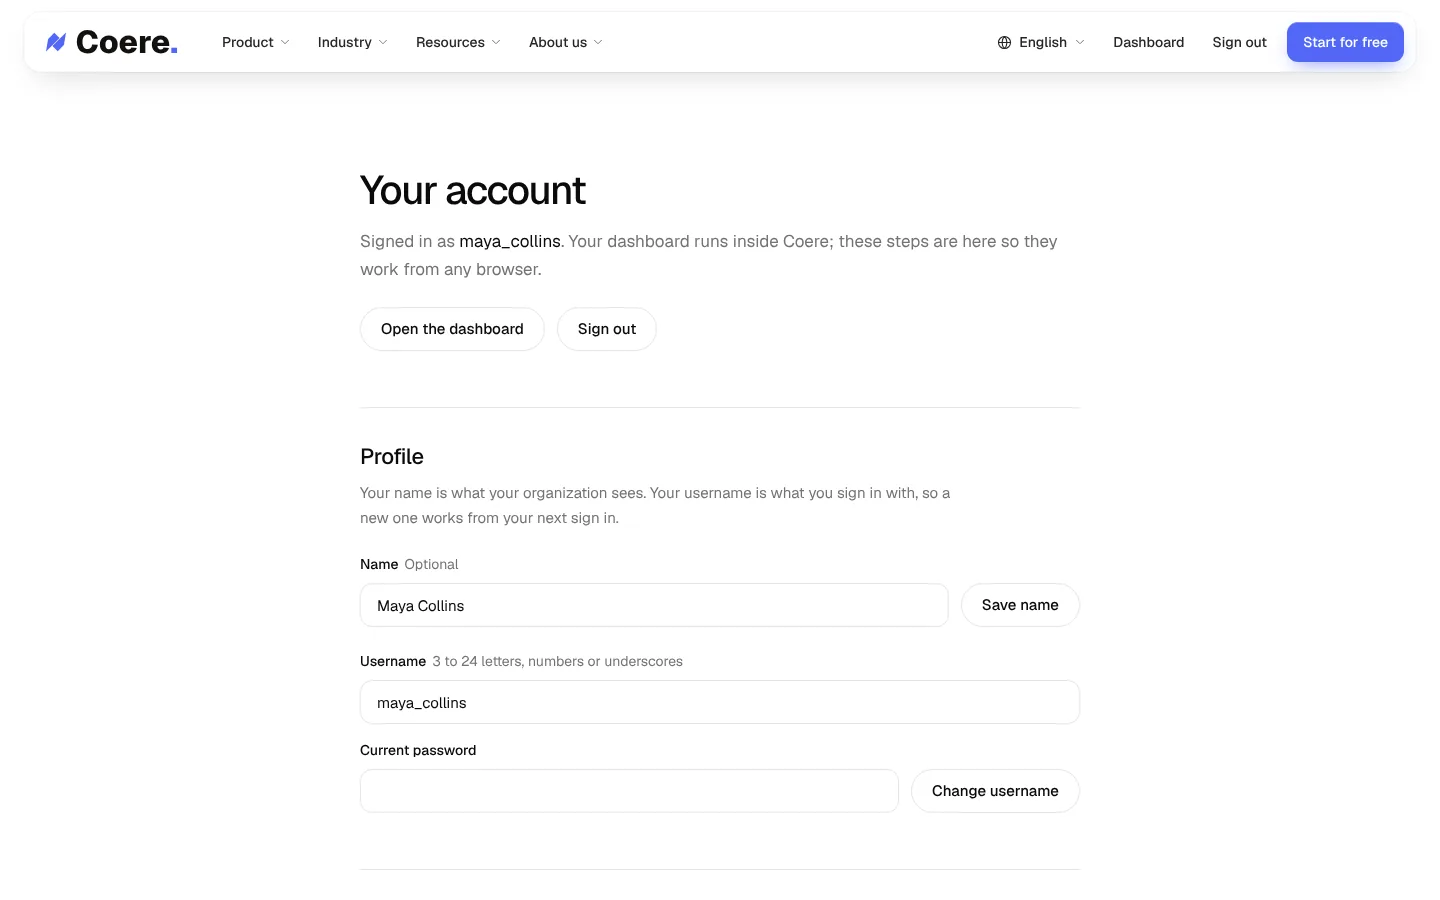 Coere.
Product
Industry
Resources
About us
English
Dashboard
Sign out
Start for free
Your account
Signed in as maya_collins. Your dashboard runs inside Coere; these steps are here so they
work from any browser.
Open the dashboard
Sign out
Profile
Your name is what your organization sees. Your username is what you sign in with, so a
new one works from your next sign in.
Name Optional
Maya Collins
Save name
Username 3 to 24 letters, numbers or underscores
maya_collins
Current password
Change username